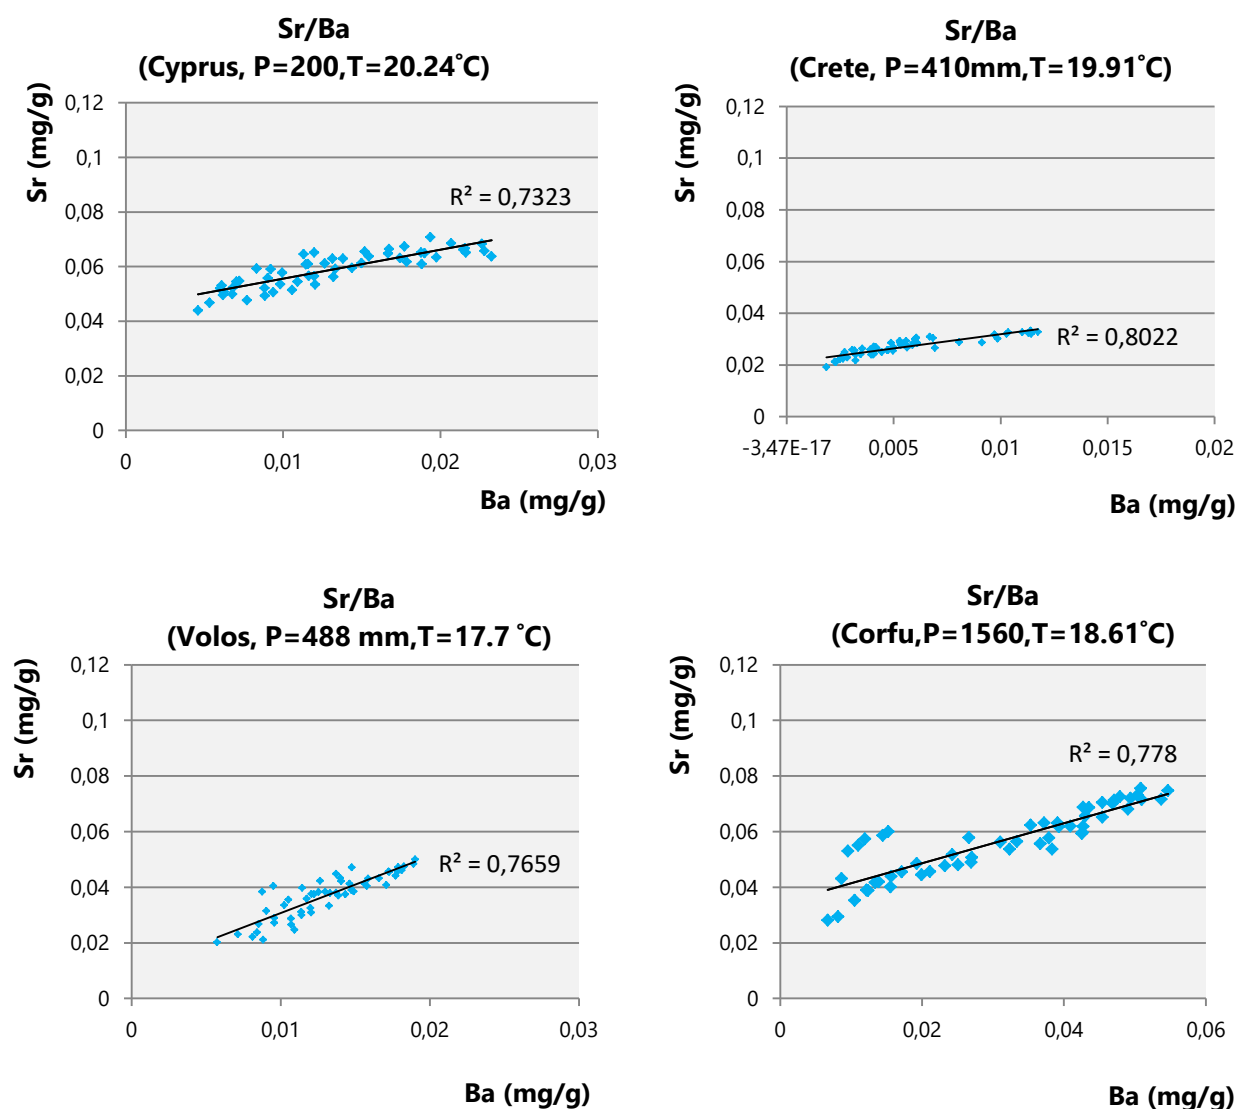 Sr/Ba
(Cyprus, P=200,T=20.24˚C)
Sr (mg/g)
0,12
0,1
0,08
0,06
0,04
0,02
0
R² = 0,7323
0
0,01
0,02
0,03
Ba (mg/g)
Sr/Ba
(Crete, P=410mm,T=19.91˚C)
Sr (mg/g)
0,12
0,1
0,08
0,06
0,04
0,02
0
R² = 0,8022
-3,47E-17
0,005
0,01
0,015
0,02
Ba (mg/g)
Sr/Ba
(Volos, P=488 mm,T=17.7 ˚C)
Sr (mg/g)
0,12
0,1
0,08
0,06
0,04
0,02
0
R² = 0,7659
0
0,01
0,02
0,03
Ba (mg/g)
Sr/Ba
(Corfu,P=1560,T=18.61˚C)
Sr (mg/g)
0,12
0,1
0,08
0,06
0,04
0,02
0
R² = 0,778
0
0,02
0,04
0,06
Ba (mg/g)